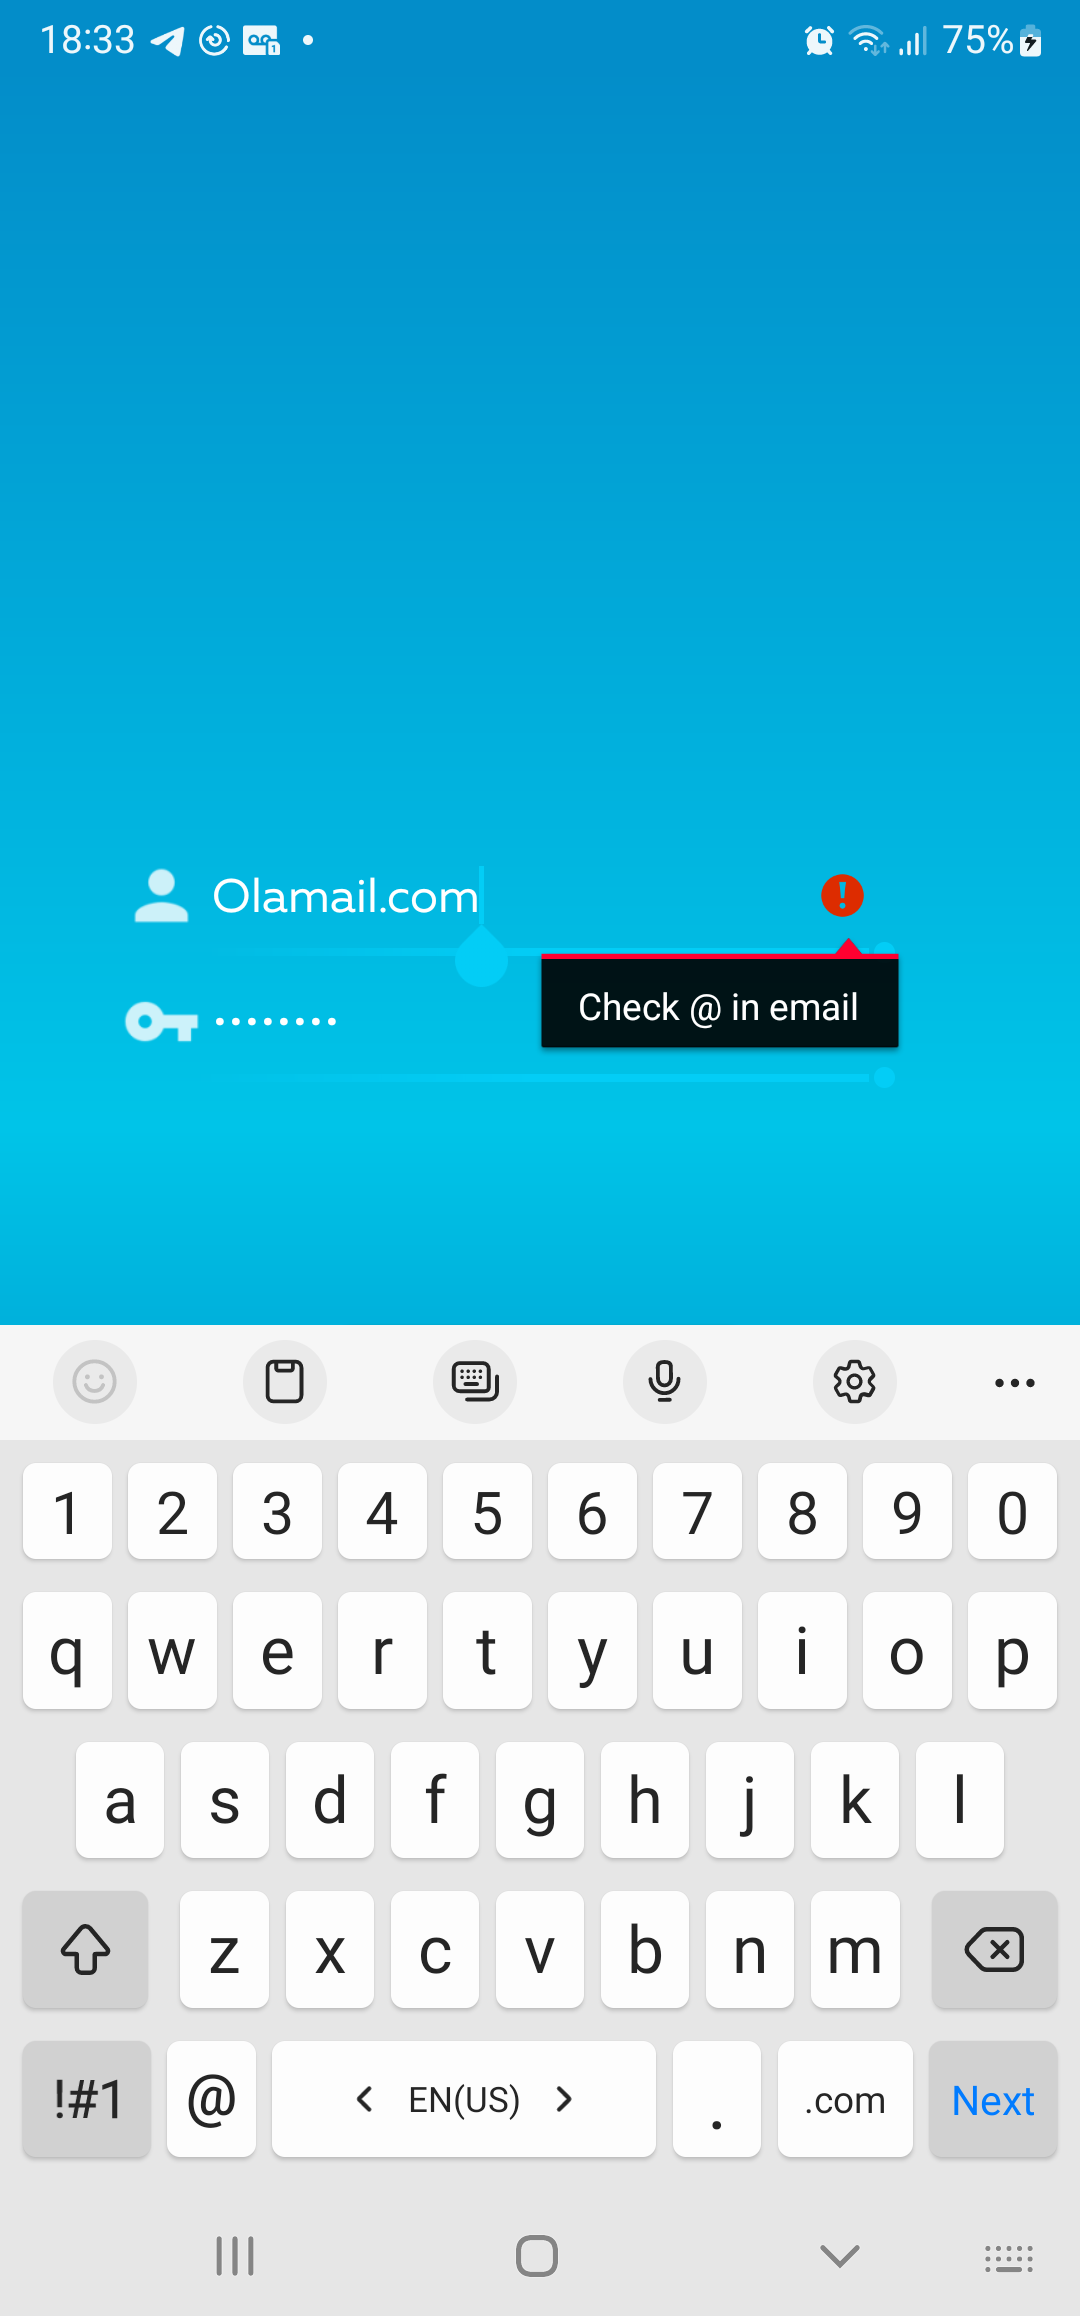 18:33 75%
Olamail.com
Check @ in email
••••••••
1 2 3 4 5 6 7 8 9 0
q w e r t y u i o p
a s d f g h j k l
z x c v b n m
!#1 @ EN(US) . .com Next